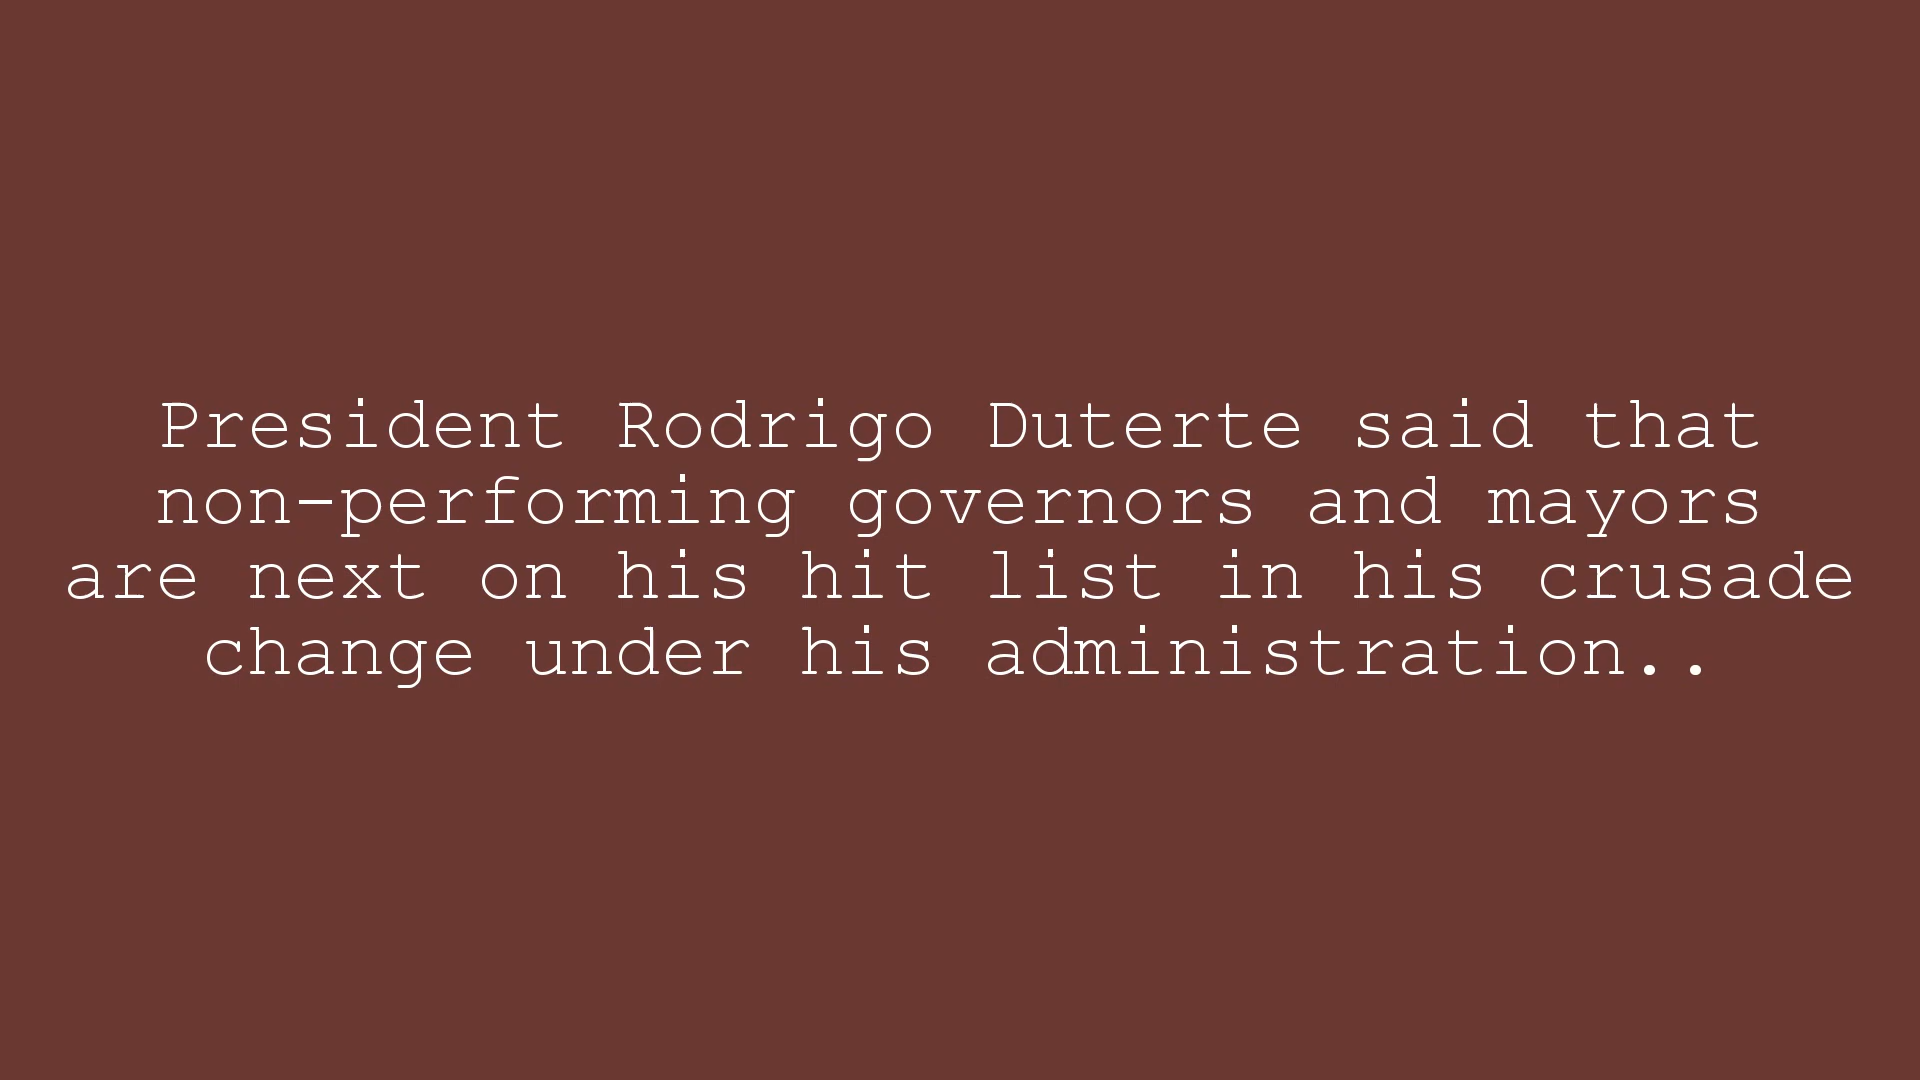 President Rodrigo Duterte said that
non-performing governors and mayors
are next on his hit list in his crusade
change under his administration..